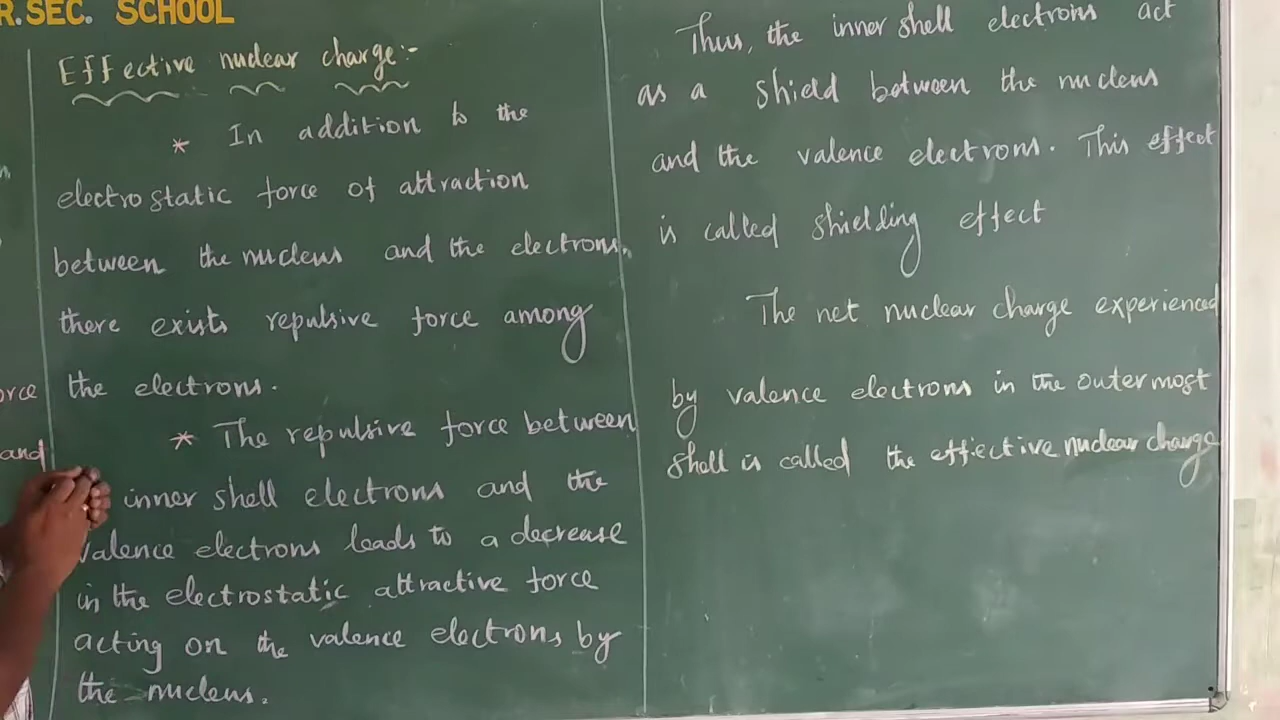 R.SEC. SCHOOL
Effective nuclear charge:-
* In addition to the
electrostatic force of attraction
between the nucleus and the electrons,
there exists repulsive force among
the electrons.
* The repulsive force between
inner shell electrons and the
valence electrons leads to a decrease
in the electrostatic attractive force
acting on the valence electrons by
the nucleus.
orce
and
Thus, the inner shell electrons act
as a shield between the nucleus
and the valence electrons. This effect
is called shielding effect
The net nuclear charge experienced
by valence electrons in the outermost
shell is called the effective nuclear charge